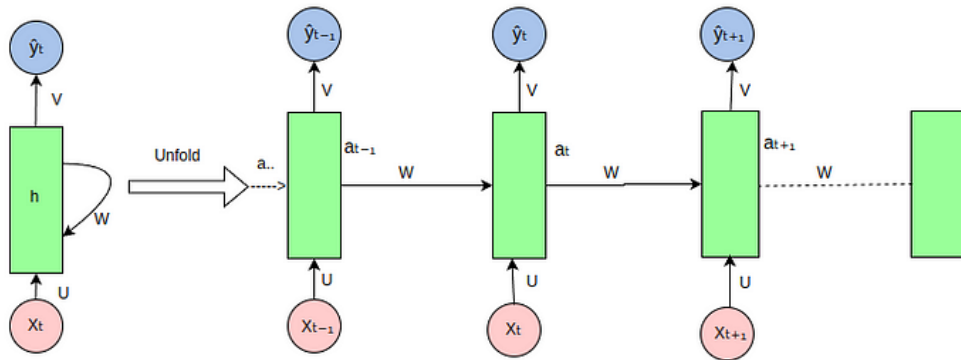 ŷt
ŷt-1
ŷt
ŷt+1
V
V
V
V
Unfold
a..
at-1
at
at+1
h
W
W
W
W
U
U
U
U
Xt
Xt-1
Xt
Xt+1